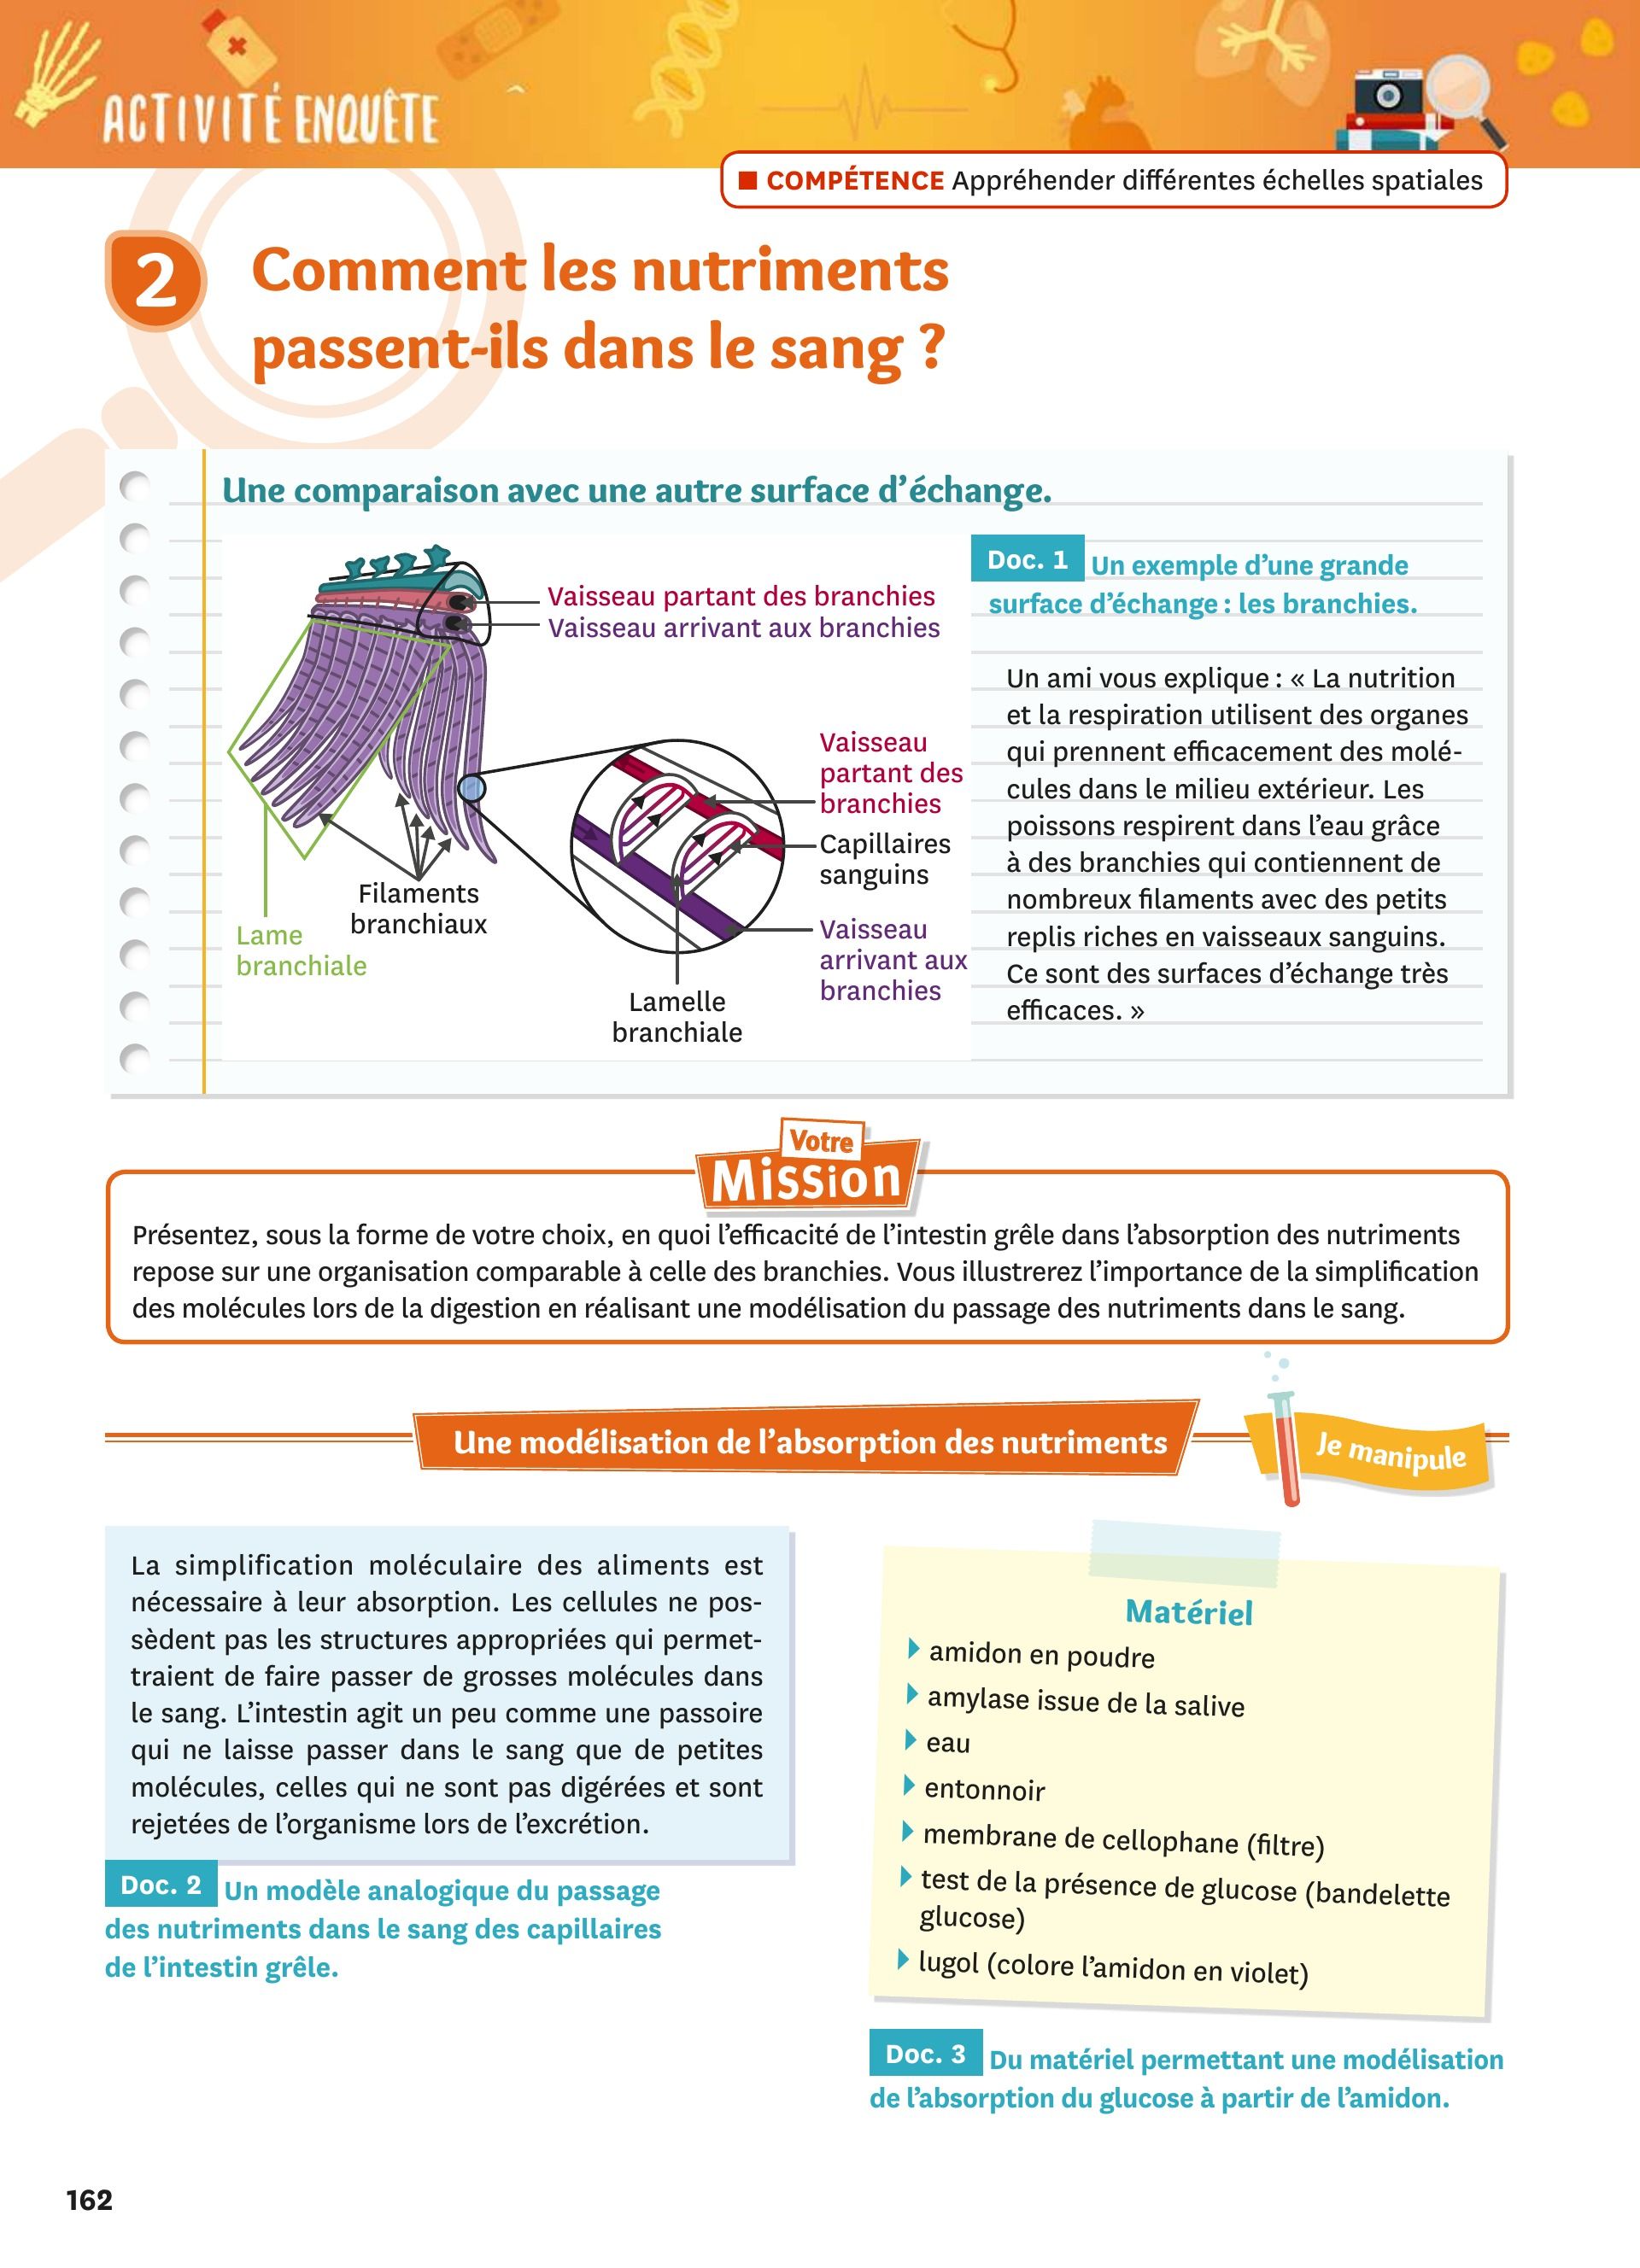 ACTIVITÉ ENQUÊTE
■ COMPÉTENCE Appréhender différentes échelles spatiales
2
Comment les nutriments
passent-ils dans le sang ?
Une comparaison avec une autre surface d'échange.
Vaisseau partant des branchies
Vaisseau arrivant aux branchies
Vaisseau
partant des
branchies
Capillaires
sanguins
Vaisseau
arrivant aux
branchies
Filaments
branchiaux
Lame
branchiale
Lamelle
branchiale
Doc. 1 Un exemple d'une grande
surface d'échange : les branchies.
Un ami vous explique : « La nutrition
et la respiration utilisent des organes
qui prennent efficacement des molé-
cules dans le milieu extérieur. Les
poissons respirent dans l'eau grâce
à des branchies qui contiennent de
nombreux filaments avec des petits
replis riches en vaisseaux sanguins.
Ce sont des surfaces d'échange très
efficaces. »
Votre
Mission
Présentez, sous la forme de votre choix, en quoi l'efficacité de l'intestin grêle dans l'absorption des nutriments
repose sur une organisation comparable à celle des branchies. Vous illustrerez l'importance de la simplification
des molécules lors de la digestion en réalisant une modélisation du passage des nutriments dans le sang.
Une modélisation de l'absorption des nutriments
Je manipule
La simplification moléculaire des aliments est
nécessaire à leur absorption. Les cellules ne pos-
sèdent pas les structures appropriées qui permet-
traient de faire passer de grosses molécules dans
le sang. L'intestin agit un peu comme une passoire
qui ne laisse passer dans le sang que de petites
molécules, celles qui ne sont pas digérées et sont
rejetées de l'organisme lors de l'excrétion.
Doc. 2 Un modèle analogique du passage
des nutriments dans le sang des capillaires
de l'intestin grêle.
Matériel
amidon en poudre
amylase issue de la salive
eau
entonnoir
membrane de cellophane (filtre)
test de la présence de glucose (bandelette
glucose)
lugol (colore l'amidon en violet)
Doc. 3 Du matériel permettant une modélisation
de l'absorption du glucose à partir de l'amidon.
162